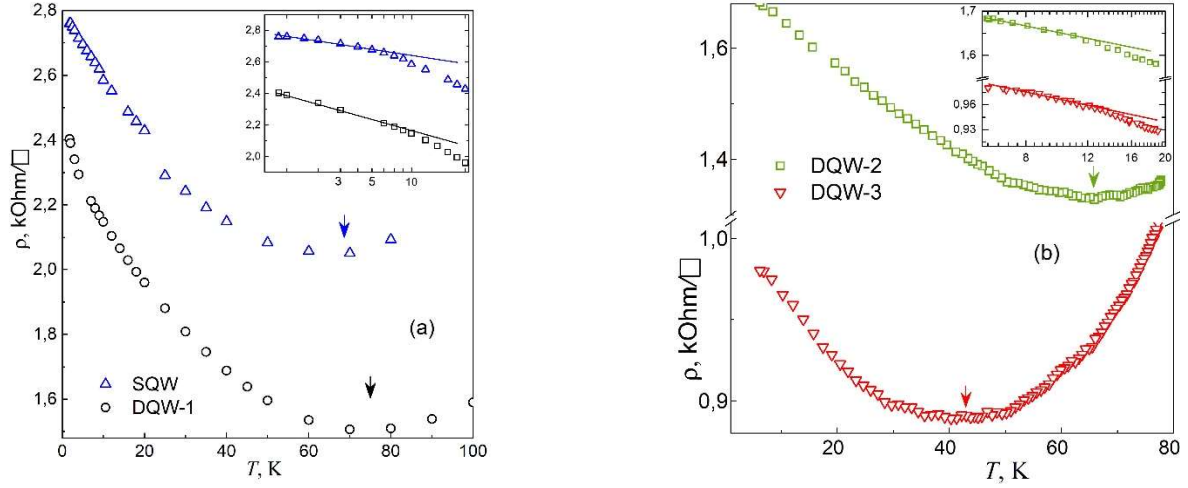 2,8
2,6
2,4
2,2
2,0
1,8
1,6
ρ, kOhm/□
0 20 40 60 80 100
T, K
SQW
DQW-1
(a)
2,8
2,6
2,4
2,2
2,0
3 6 10
1,6
1,4
1,0
0,9
ρ, kOhm/□
20 40 60 80
T, K
DQW-2
DQW-3
(b)
1,7
1,6
0,96
0,93
8 12 16 19 20